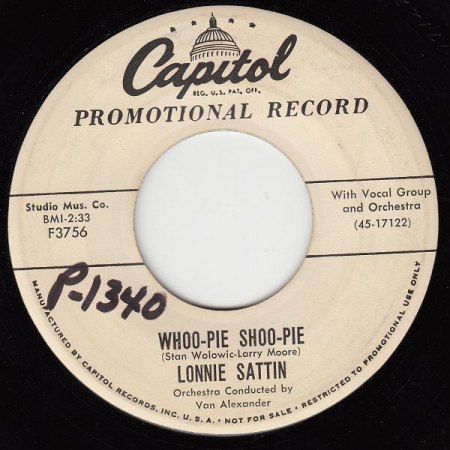 Capitol
REG. U.S. PAT. OFF.
PROMOTIONAL RECORD
Studio Mus. Co.
BMI-2:33
F3756
With Vocal Group
and Orchestra
(45-17122)
P-1340
WHOO-PIE SHOO-PIE
(Stan Wolowic-Larry Moore)
LONNIE SATTIN
Orchestra Conducted by
Van Alexander
MANUFACTURED BY CAPITOL RECORDS, INC. U.S.A. • NOT FOR SALE • FOR PROMOTIONAL USE ONLY